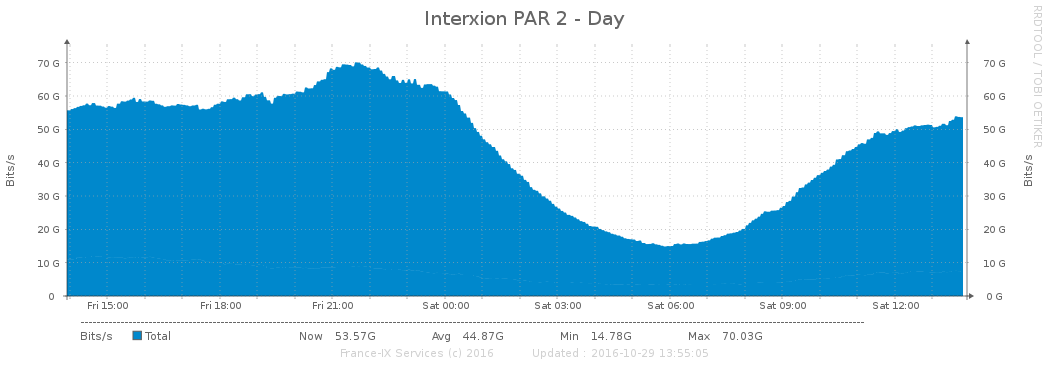 Interxion PAR 2 - Day
RRDTOOL / TOBI OETIKER
Bits/s
70 G
60 G
50 G
40 G
30 G
20 G
10 G
0
70 G
60 G
50 G
40 G
30 G
20 G
10 G
0 G
Bits/s
Fri 15:00 Fri 18:00 Fri 21:00 Sat 00:00 Sat 03:00 Sat 06:00 Sat 09:00 Sat 12:00
Bits/s Total Now 53.57G Avg 44.87G Min 14.78G Max 70.03G
France-IX Services (c) 2016 Updated : 2016-10-29 13:55:05